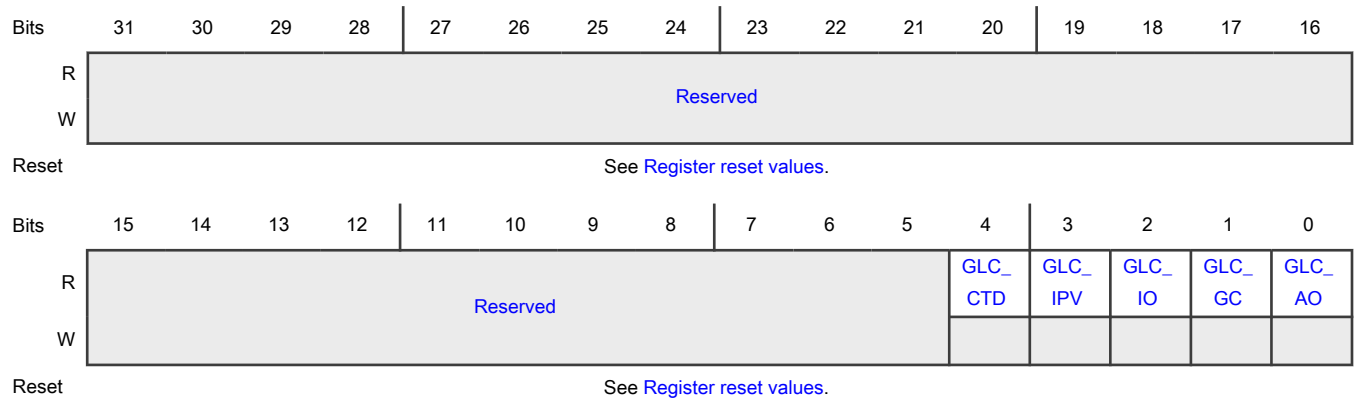 Bits 31 30 29 28 27 26 25 24 23 22 21 20 19 18 17 16
R
Reserved
W
Reset See Register reset values.
Bits 15 14 13 12 11 10 9 8 7 6 5 4 3 2 1 0
R Reserved GLC_ GLC_ GLC_ GLC_ GLC_
CTD IPV IO GC AO
W
Reset See Register reset values.